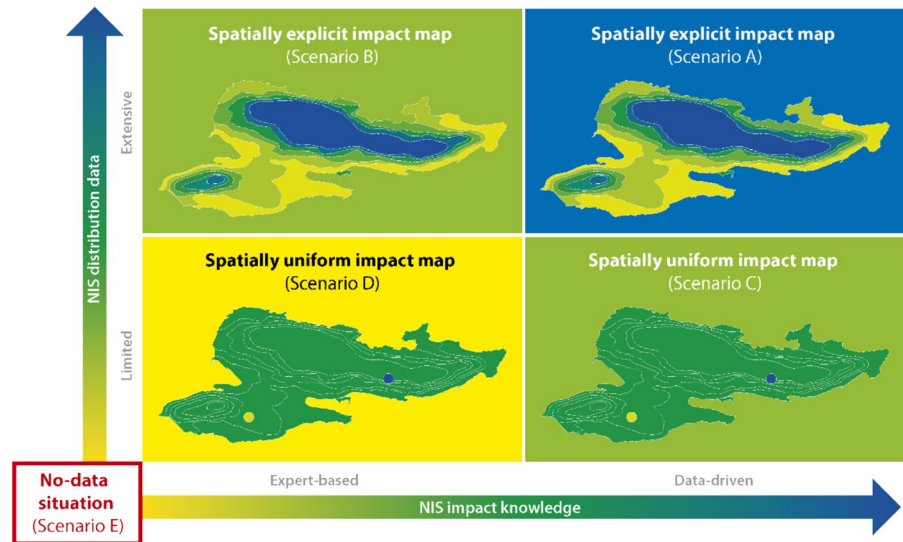 Spatially explicit impact map
(Scenario B)
Spatially explicit impact map
(Scenario A)
Extensive
NIS distribution data
Limited
Spatially uniform impact map
(Scenario D)
Spatially uniform impact map
(Scenario C)
No-data
situation
(Scenario E)
Expert-based
Data-driven
NIS impact knowledge